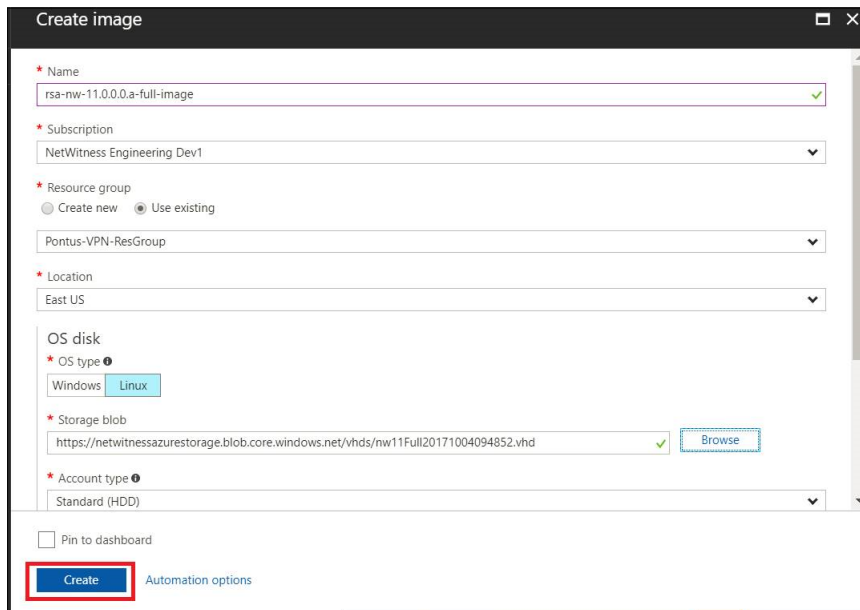 Create image
* Name
rsa-nw-11.0.0.0.a-full-image
* Subscription
NetWitness Engineering Dev1
* Resource group
Create new Use existing
Pontus-VPN-ResGroup
* Location
East US
OS disk
* OS type
Windows Linux
* Storage blob
https://netwitnessazurestorage.blob.core.windows.net/vhds/nw11Full20171004094852.vhd Browse
* Account type
Standard (HDD)
Pin to dashboard
Create Automation options